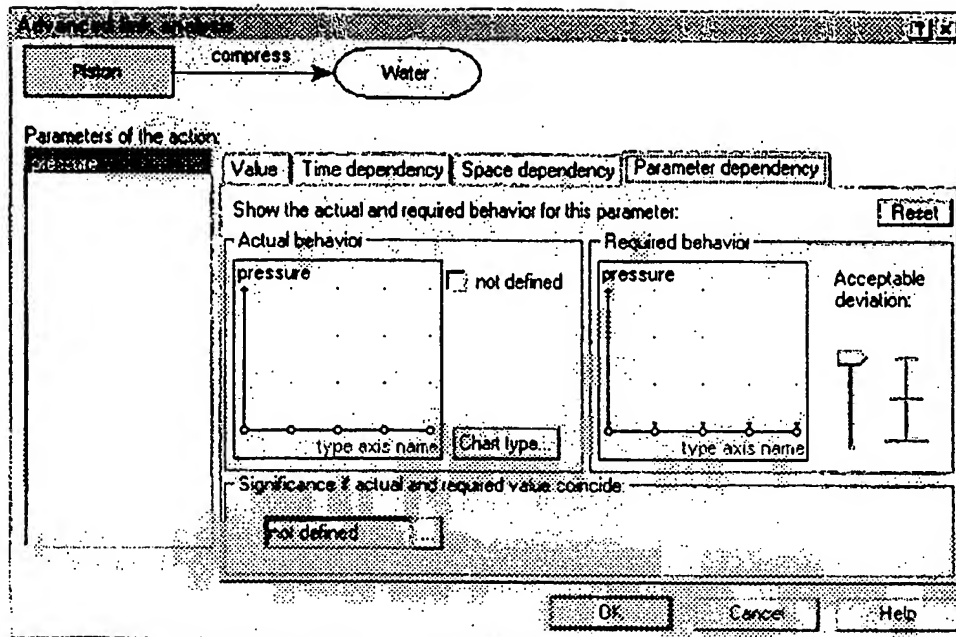 Advanced link analysis
Piston
compress
Water
Parameters of the action:
pressure
Value
Time dependency
Space dependency
Parameter dependency
Show the actual and required behavior for this parameter:
Reset
Actual behavior
pressure
not defined
type axis name
Chart type...
Required behavior
pressure
type axis name
Acceptable
deviation:
Significance if actual and required value coincide:
not defined
...
OK
Cancel
Help